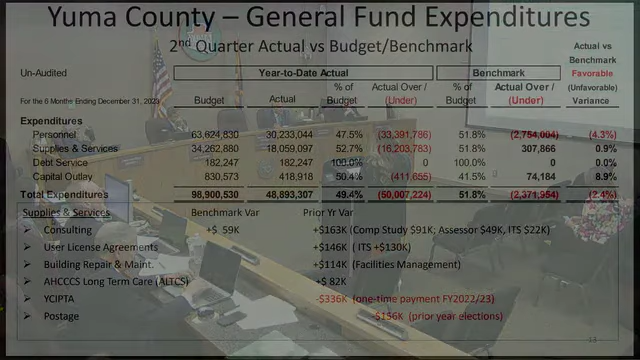 Yuma County – General Fund Expenditures
2nd Quarter Actual vs Budget/Benchmark
Actual vs Benchmark Favorable (Unfavorable) Variance
Un-Audited Year-to-Date Actual Benchmark
For the 6 Months Ending December 31, 2023 Budget Actual % of Budget Actual Over / (Under) % of Budget Actual Over / (Under)
Expenditures
Personnel 63,624,830 30,233,044 47.5% (33,391,786) 51.8% (2,754,004) (4.3%)
Supplies & Services 34,262,880 18,059,097 52.7% (16,203,783) 51.8% 307,866 0.9%
Debt Service 182,247 182,247 100.0% 0 100.0% 0 0.0%
Capital Outlay 830,573 418,918 50.4% (411,655) 41.5% 74,184 8.9%
Total Expenditures 98,900,530 48,893,307 49.4% (50,007,224) 51.8% (2,371,954) (2.4%)
Supplies & Services Benchmark Var Prior Yr Var
➢ Consulting +$ 59K +$163K (Comp Study $91K; Assessor $49K, ITS $22K)
➢ User License Agreements +$146K ( ITS +$130K)
➢ Building Repair & Maint. +$114K (Facilities Management)
➢ AHCCCS Long Term Care (ALTCS) +$ 82K
➢ YCIPTA -$336K (one-time payment FY2022/23)
➢ Postage -$156K (prior year elections)